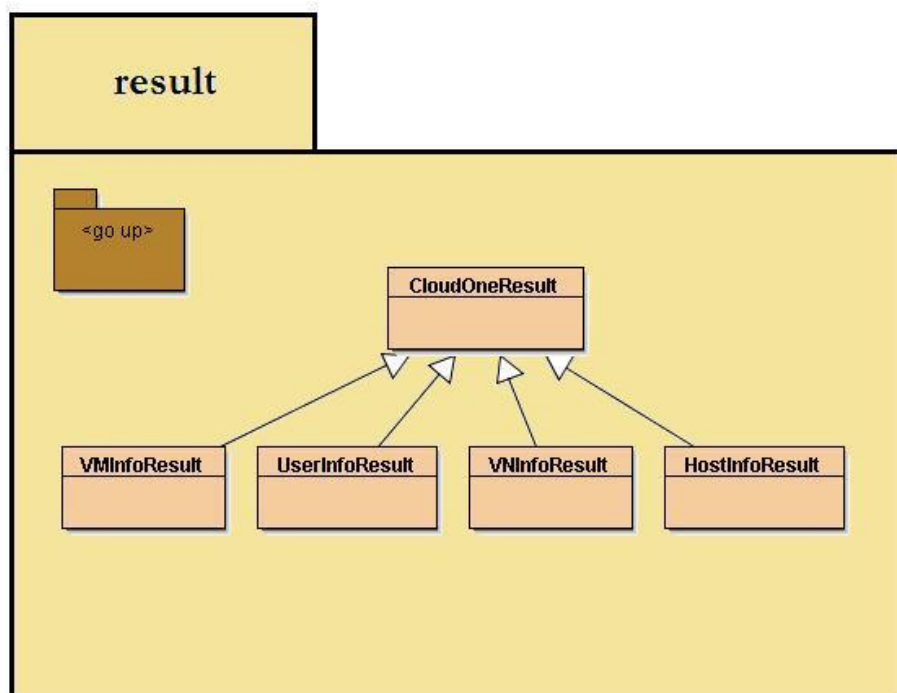 result
<go up>
CloudOneResult
VMInfoResult
UserInfoResult
VNInfoResult
HostInfoResult